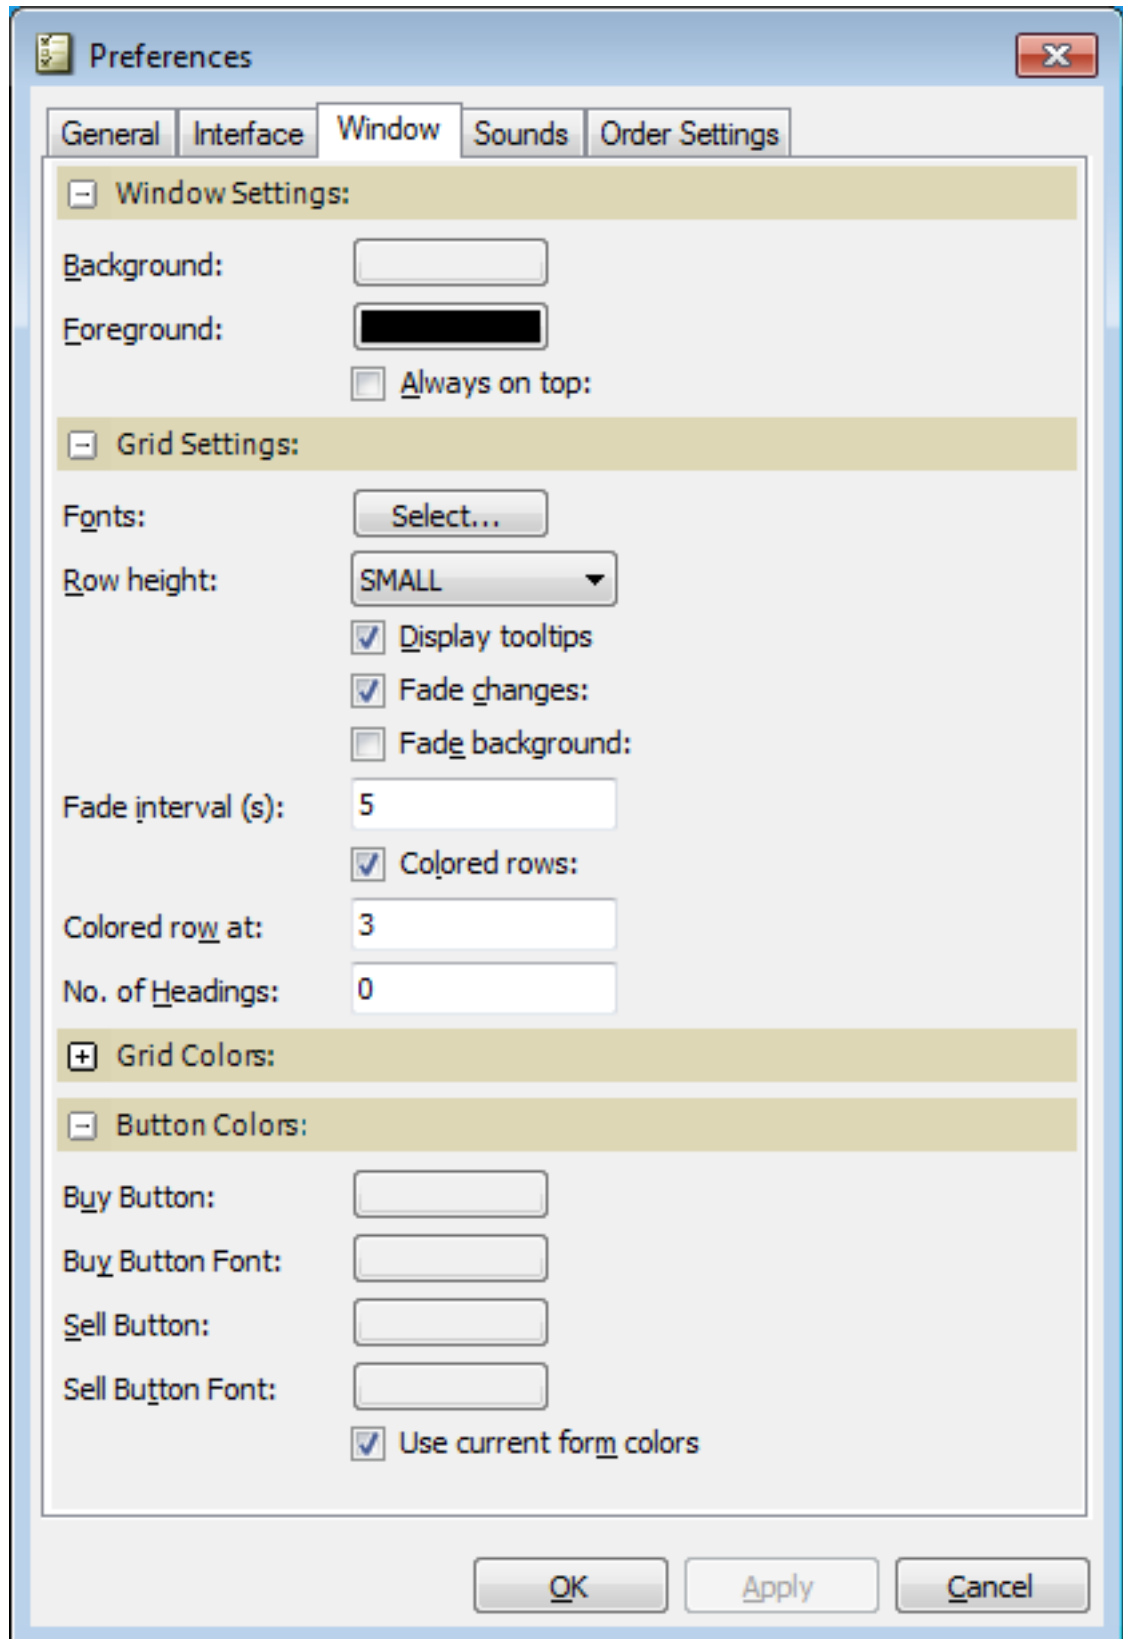 Preferences
General Interface Window Sounds Order Settings
Window Settings:
Background:
Foreground:
Always on top:
Grid Settings:
Fonts: Select...
Row height: SMALL
Display tooltips
Fade changes:
Fade background:
Fade interval (s): 5
Colored rows:
Colored row at: 3
No. of Headings: 0
Grid Colors:
Button Colors:
Buy Button:
Buy Button Font:
Sell Button:
Sell Button Font:
Use current form colors
OK Apply Cancel